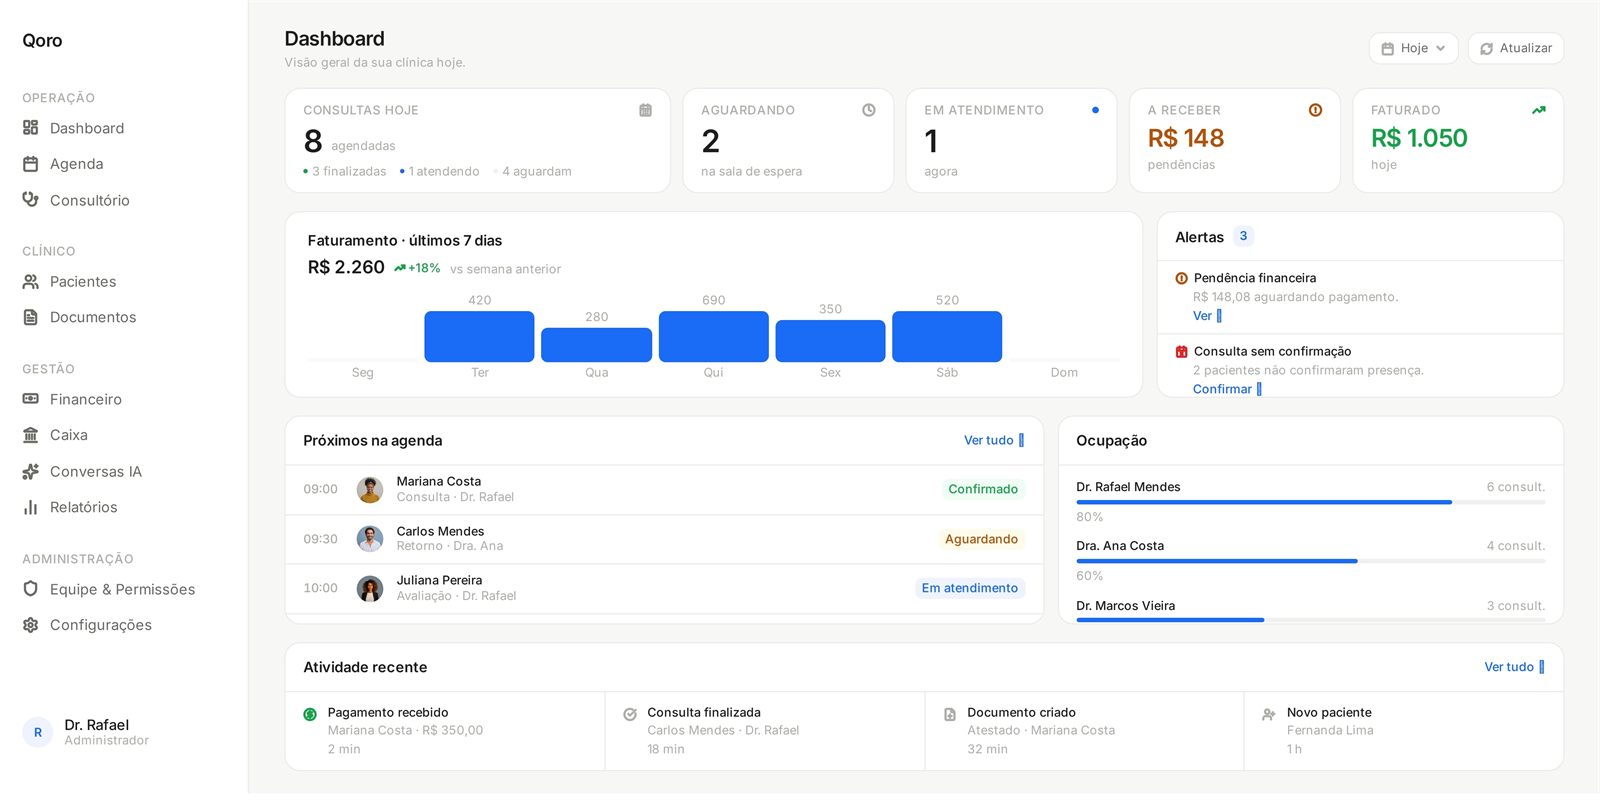 Qoro
OPERAÇÃO
Dashboard
Agenda
Consultório
CLÍNICO
Pacientes
Documentos
GESTÃO
Financeiro
Caixa
Conversas IA
Relatórios
ADMINISTRAÇÃO
Equipe & Permissões
Configurações
R
Dr. Rafael
Administrador
Dashboard
Visão geral da sua clínica hoje.
Hoje
Atualizar
CONSULTAS HOJE
8 agendadas
3 finalizadas 1 atendendo 4 aguardam
AGUARDANDO
2
na sala de espera
EM ATENDIMENTO
1
agora
A RECEBER
R$ 148
pendências
FATURADO
R$ 1.050
hoje
Faturamento · últimos 7 dias
R$ 2.260 +18% vs semana anterior
420 280 690 350 520
Seg Ter Qua Qui Sex Sáb Dom
Alertas 3
Pendência financeira
R$ 148,08 aguardando pagamento.
Ver
Consulta sem confirmação
2 pacientes não confirmaram presença.
Confirmar
Próximos na agenda Ver tudo
09:00 Mariana Costa Confirmado
Consulta · Dr. Rafael
09:30 Carlos Mendes Aguardando
Retorno · Dra. Ana
10:00 Juliana Pereira Em atendimento
Avaliação · Dr. Rafael
Ocupação
Dr. Rafael Mendes 6 consult.
80%
Dra. Ana Costa 4 consult.
60%
Dr. Marcos Vieira 3 consult.
Atividade recente Ver tudo
Pagamento recebido
Mariana Costa · R$ 350,00
2 min
Consulta finalizada
Carlos Mendes · Dr. Rafael
18 min
Documento criado
Atestado · Mariana Costa
32 min
Novo paciente
Fernanda Lima
1 h